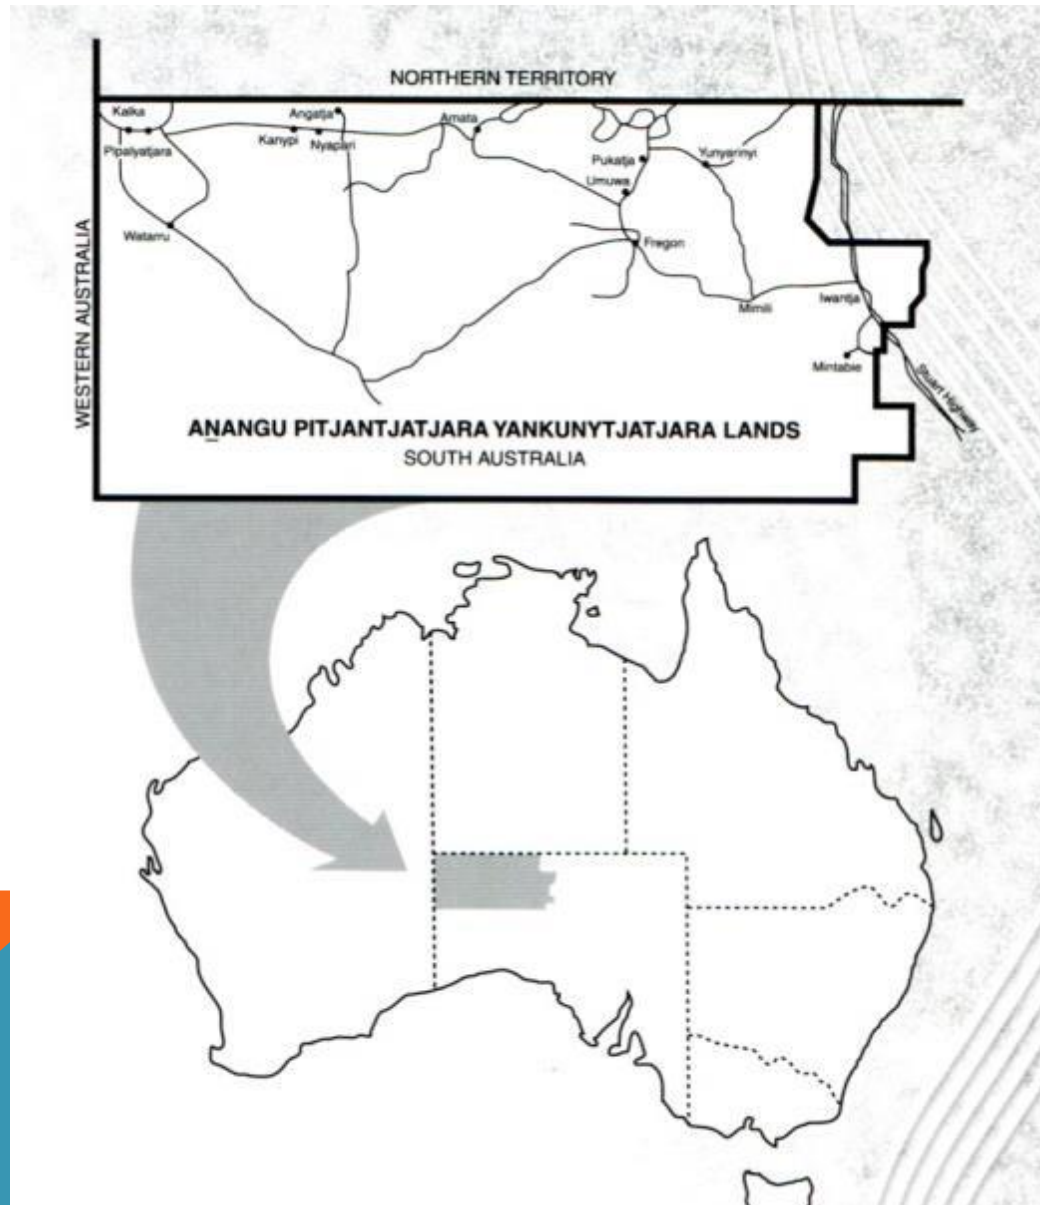 NORTHERN TERRITORY
Kalka
Angatja
Amata
Pipalyatjara
Kanypi
Nyapari
Pukatja
Yunyarinyi
Umuwa
WESTERN AUSTRALIA
Watarru
Fregon
Iwantja
Mimili
Mintabie
Stuart Highway
AṈANGU PITJANTJATJARA YANKUNYTJATJARA LANDS
SOUTH AUSTRALIA